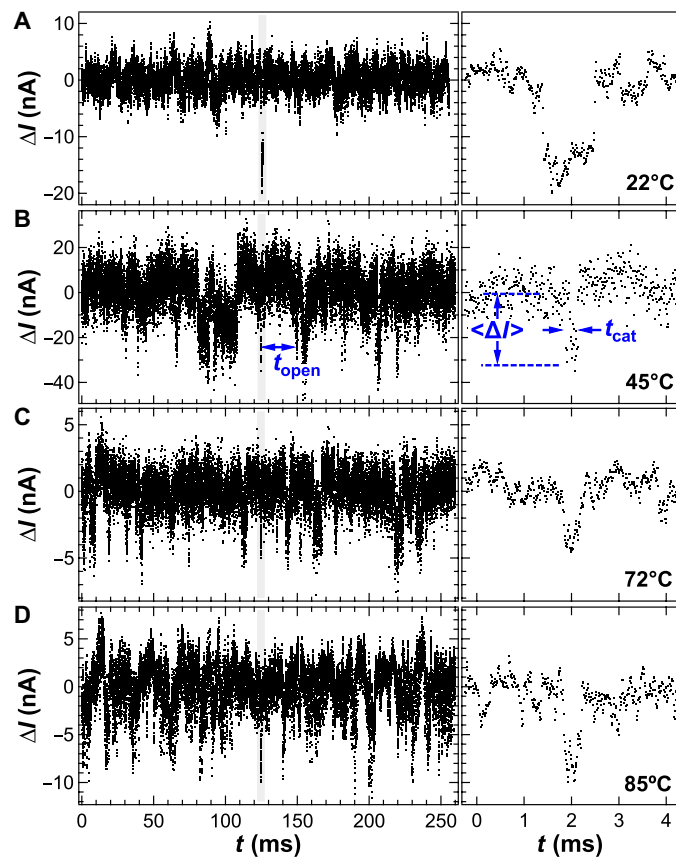 A
ΔI (nA)
10
0
−10
−20
22°C
B
ΔI (nA)
20
0
−20
−40
t_open
<ΔI>
t_cat
45°C
C
ΔI (nA)
5
0
−5
72°C
D
ΔI (nA)
5
0
−5
−10
85°C
0 50 100 150 200 250 0 1 2 3 4
t (ms) t (ms)